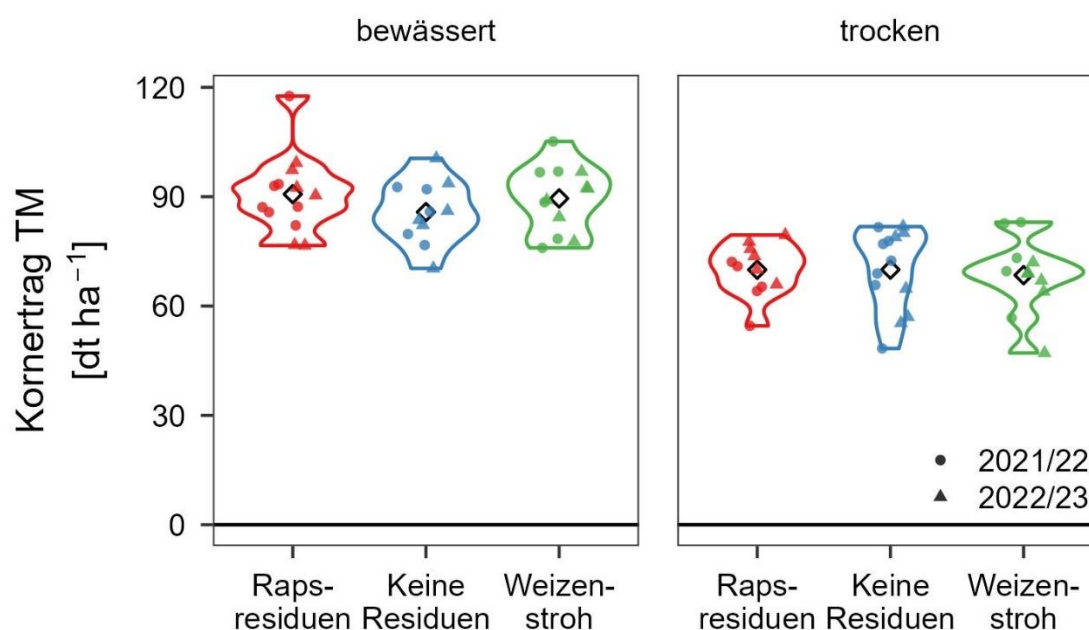 bewässert
trocken
Kornertrag TM
[dt ha⁻¹]
120
90
60
30
0
2021/22
2022/23
Raps-
residuen
Keine
Residuen
Weizen-
stroh
Raps-
residuen
Keine
Residuen
Weizen-
stroh